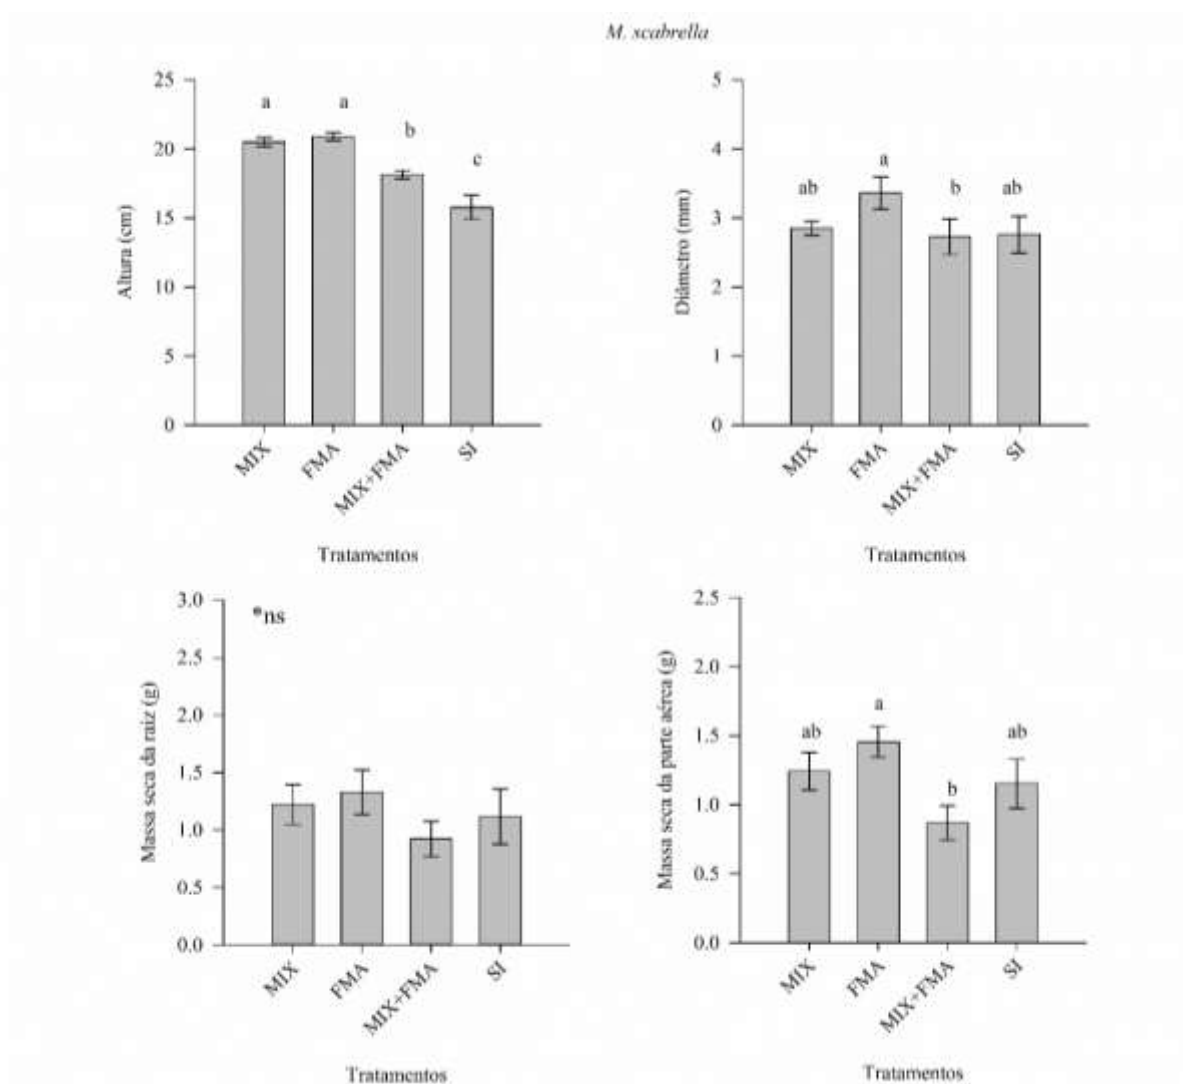 M. scabrella
25
20
15
10
5
0
Altura (cm)
a
a
b
c
MIX
FMA
MIX+FMA
SI
Tratamentos
5
4
3
2
1
0
Diâmetro (mm)
ab
a
b
ab
MIX
FMA
MIX+FMA
SI
Tratamentos
3.0
2.5
2.0
1.5
1.0
0.5
0.0
Massa seca da raiz (g)
*ns
MIX
FMA
MIX+FMA
SI
Tratamentos
2.5
2.0
1.5
1.0
0.5
0.0
Massa seca da parte aérea (g)
ab
a
b
ab
MIX
FMA
MIX+FMA
SI
Tratamentos